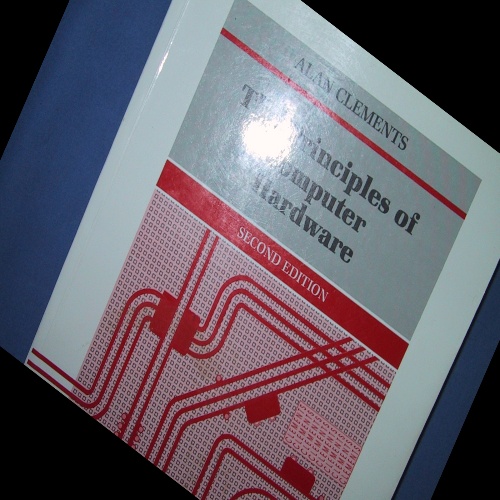 ALAN CLEMENTS
The Principles of
Computer
Hardware
SECOND EDITION